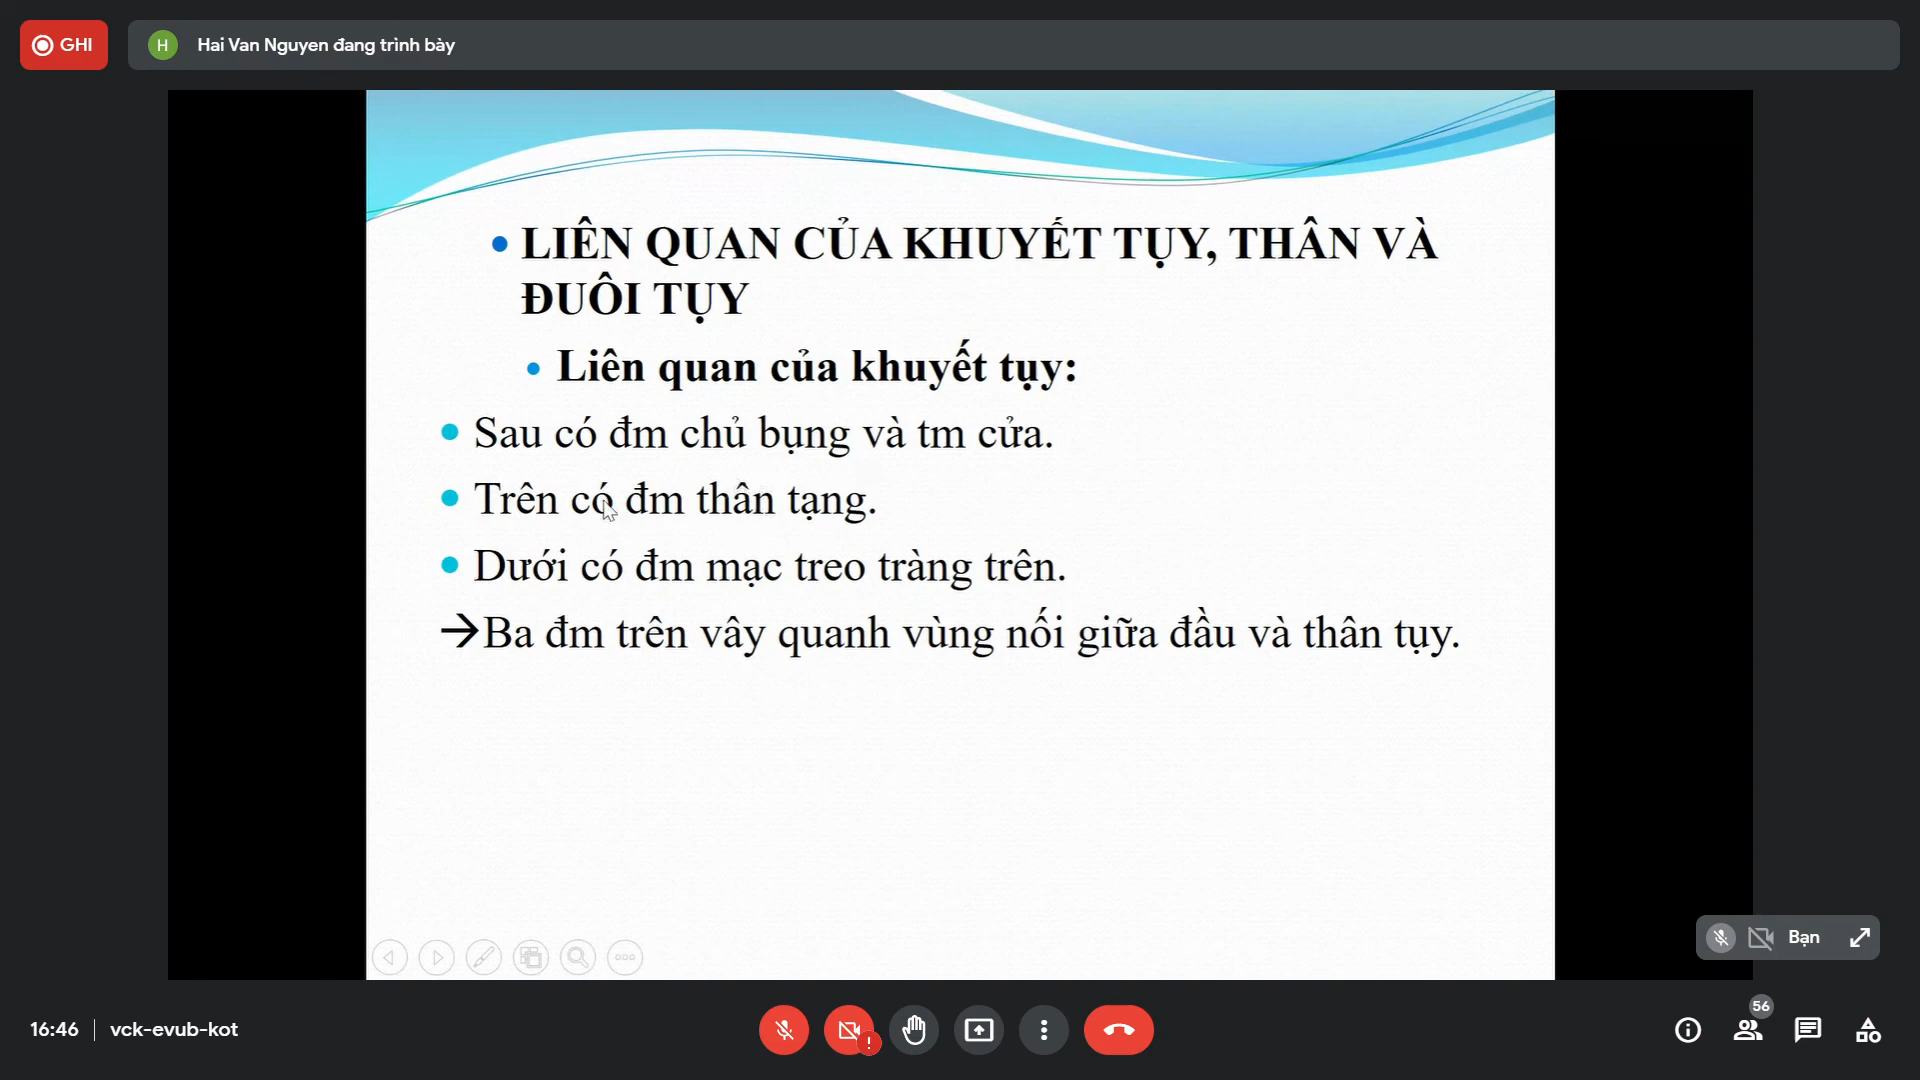 GHI
H
Hai Van Nguyen đang trình bày
• LIÊN QUAN CỦA KHUYẾT TỤY, THÂN VÀ
ĐUÔI TỤY
• Liên quan của khuyết tụy:
• Sau có đm chủ bụng và tm cửa.
• Trên có đm thân tạng.
• Dưới có đm mạc treo tràng trên.
→Ba đm trên vây quanh vùng nối giữa đầu và thân tụy.
Bạn
16:46 | vck-evub-kot
!
56